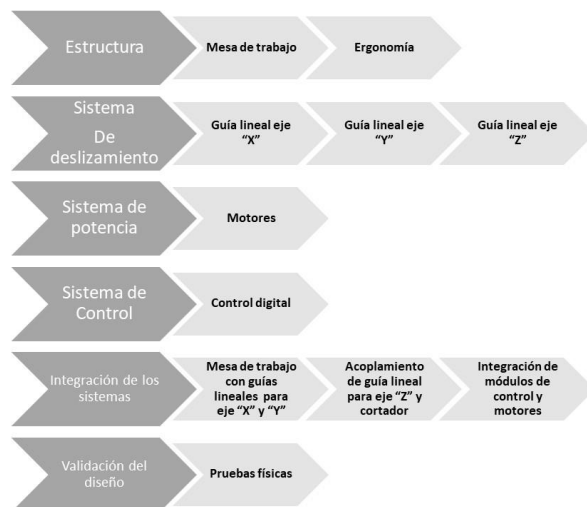 Estructura
Mesa de trabajo
Ergonomía
Sistema
De
deslizamiento
Guía lineal eje
“X”
Guía lineal eje
“Y”
Guía lineal eje
“Z”
Sistema de
potencia
Motores
Sistema de
Control
Control digital
Integración de los
sistemas
Mesa de trabajo
con guías
lineales para
eje “X” y “Y”
Acoplamiento
de guía lineal
para eje “Z” y
cortador
Integración de
módulos de
control y
motores
Validación del
diseño
Pruebas físicas